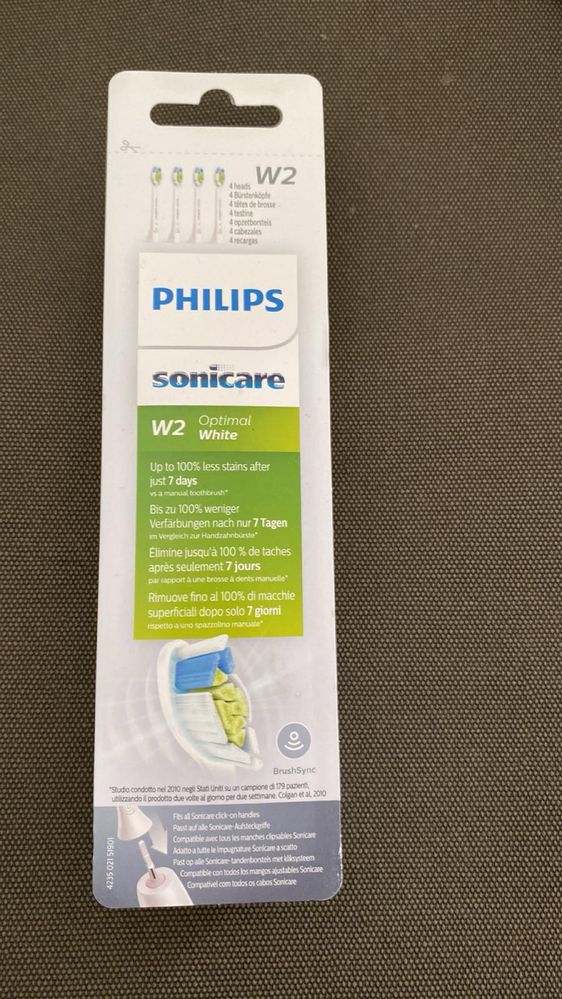 W2
4 heads
4 Bürstenköpfe
4 têtes de brosse
4 testine
4 opzetborstels
4 cabezales
4 recargas
PHILIPS
sonicare
W2 Optimal White
Up to 100% less stains after
just 7 days
vs a manual toothbrush*
Bis zu 100% weniger
Verfärbungen nach nur 7 Tagen
im Vergleich zur Handzahnbürste*
Élimine jusqu'à 100 % de taches
après seulement 7 jours
par rapport à une brosse à dents manuelle*
Rimuove fino al 100% di macchie
superficiali dopo solo 7 giorni
rispetto a uno spazzolino manuale*
BrushSync
*Studio condotto nel 2010 negli Stati Uniti su un campione di 179 pazienti,
utilizzando il prodotto due volte al giorno per due settimane. Colgan et al, 2010
Fits all Sonicare click-on handles
Passt auf alle Sonicare-Aufsteckgriffe
Compatible avec tous les manches clipsables Sonicare
Adatto a tutte le impugnature Sonicare a scatto
Past op alle Sonicare-tandenborstels met kliksysteem
Compatible con todos los mangos ajustables Sonicare
Compatível com todos os cabos Sonicare
4235 021 51901